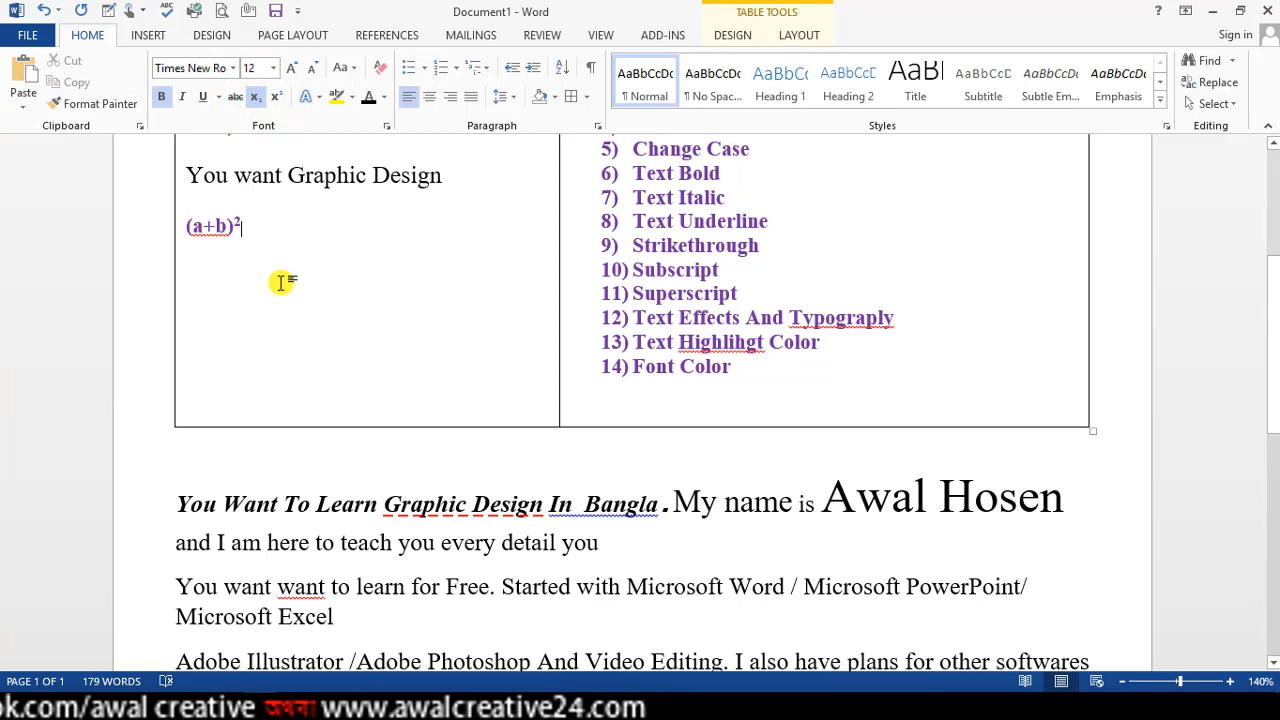 Document1 - Word
TABLE TOOLS
Sign in
FILE HOME INSERT DESIGN PAGE LAYOUT REFERENCES MAILINGS REVIEW VIEW ADD-INS DESIGN LAYOUT
Paste
Cut
Copy
Format Painter
Clipboard
Times New Ro 12
Font
Paragraph
AaBbCcDc AaBbCcDc AaBbCc AaBbCc AaBl AaBbCcDc AaBbCcDc AaBbCcDc
¶ Normal ¶ No Spac... Heading 1 Heading 2 Title Subtitle Subtle Em... Emphasis
Styles
Find
Replace
Select
Editing
You want Graphic Design
(a+b)²
5) Change Case
6) Text Bold
7) Text Italic
8) Text Underline
9) Strikethrough
10) Subscript
11) Superscript
12) Text Effects And Typograply
13) Text Highlihgt Color
14) Font Color
You Want To Learn Graphic Design In Bangla . My name is Awal Hosen
and I am here to teach you every detail you
You want want to learn for Free. Started with Microsoft Word / Microsoft PowerPoint/
Microsoft Excel
Adobe Illustrator /Adobe Photoshop And Video Editing. I also have plans for other softwares
PAGE 1 OF 1 179 WORDS 140%
ok.com/awal creative অথবা www.awalcreative24.com